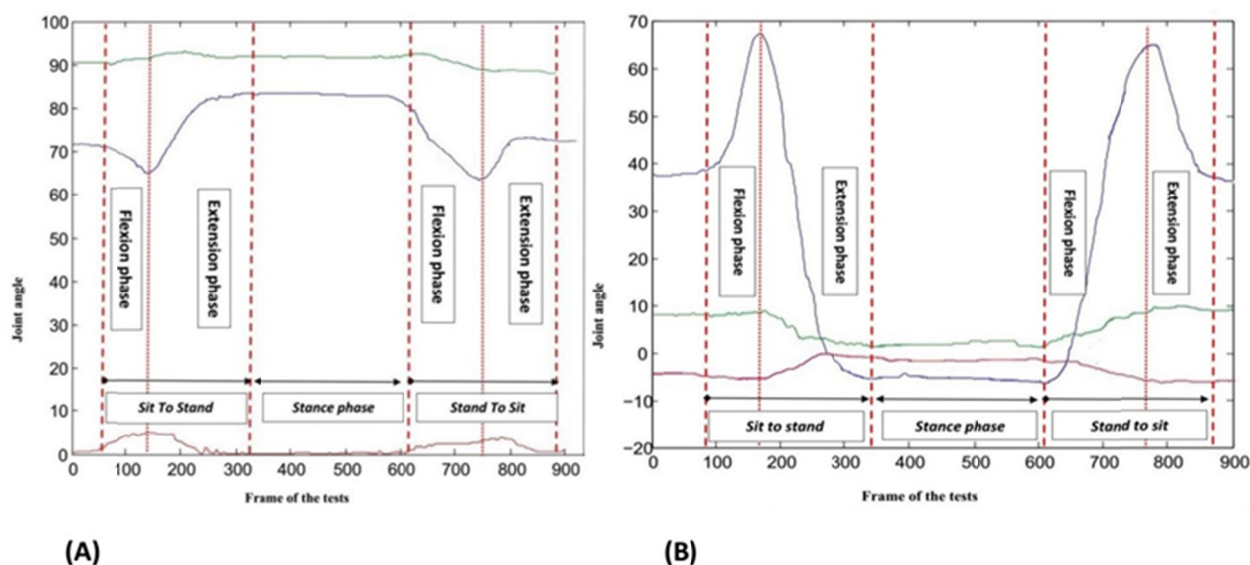 100
90
80
70
60
50
40
30
20
10
0
Joint angle
Flexion phase
Extension phase
Flexion phase
Extension phase
Sit To Stand
Stance phase
Stand To Sit
0 100 200 300 400 500 600 700 800 900
Frame of the tests
(A)
70
60
50
40
30
20
10
0
−10
−20
Joint angle
Flexion phase
Extension phase
Flexion phase
Extension phase
Sit to stand
Stance phase
Stand to sit
0 100 200 300 400 500 600 700 800 900
Frame of the tests
(B)